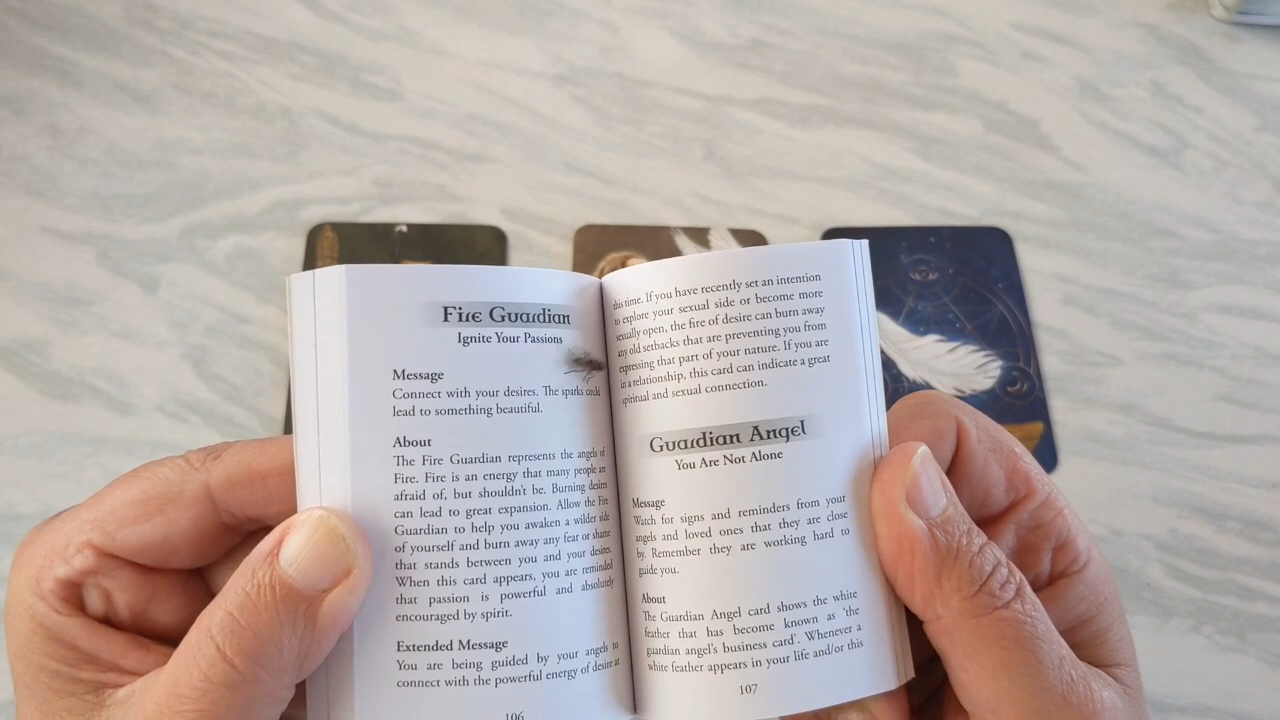 Fire Guardian
Ignite Your Passions
Message
Connect with your desires. The sparks could
lead to something beautiful.
About
The Fire Guardian represents the angels of
Fire. Fire is an energy that many people are
afraid of, but shouldn't be. Burning desires
can lead to great expansion. Allow the Fire
Guardian to help you awaken a wilder side
of yourself and burn away any fear or shame
that stands between you and your desires.
When this card appears, you are reminded
that passion is powerful and absolutely
encouraged by spirit.
Extended Message
You are being guided by your angels to
connect with the powerful energy of desire at
106
this time. If you have recently set an intention
to explore your sexual side or become more
sexually open, the fire of desire can burn away
any old setbacks that are preventing you from
expressing that part of your nature. If you are
in a relationship, this card can indicate a great
spiritual and sexual connection.
Guardian Angel
You Are Not Alone
Message
Watch for signs and reminders from your
angels and loved ones that they are close
by. Remember they are working hard to
guide you.
About
The Guardian Angel card shows the white
feather that has become known as 'the
guardian angel's business card'. Whenever a
white feather appears in your life and/or this
107